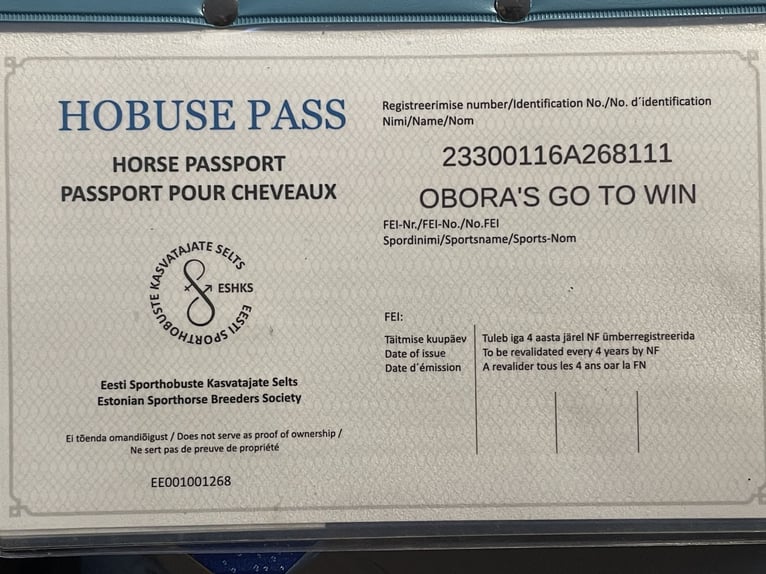 HOBUSE PASS
HORSE PASSPORT
PASSPORT POUR CHEVEAUX
EESTI SPORTHOBUSTE KASVATAJATE SELTS
ESHKS
Eesti Sporthobuste Kasvatajate Selts
Estonian Sporthorse Breeders Society
Ei tõenda omandiõigust / Does not serve as proof of ownership /
Ne sert pas de preuve de propriété
EE001001268
Registreerimise number/Identification No./No. d´identification
Nimi/Name/Nom
23300116A268111
OBORA'S GO TO WIN
FEI-Nr./FEI-No./No.FEI
Spordinimi/Sportsname/Sports-Nom
FEI:
Täitmise kuupäev
Date of issue
Date d´émission
Tuleb iga 4 aasta järel NF ümberregistreerida
To be revalidated every 4 years by NF
A revalider tous les 4 ans oar la FN